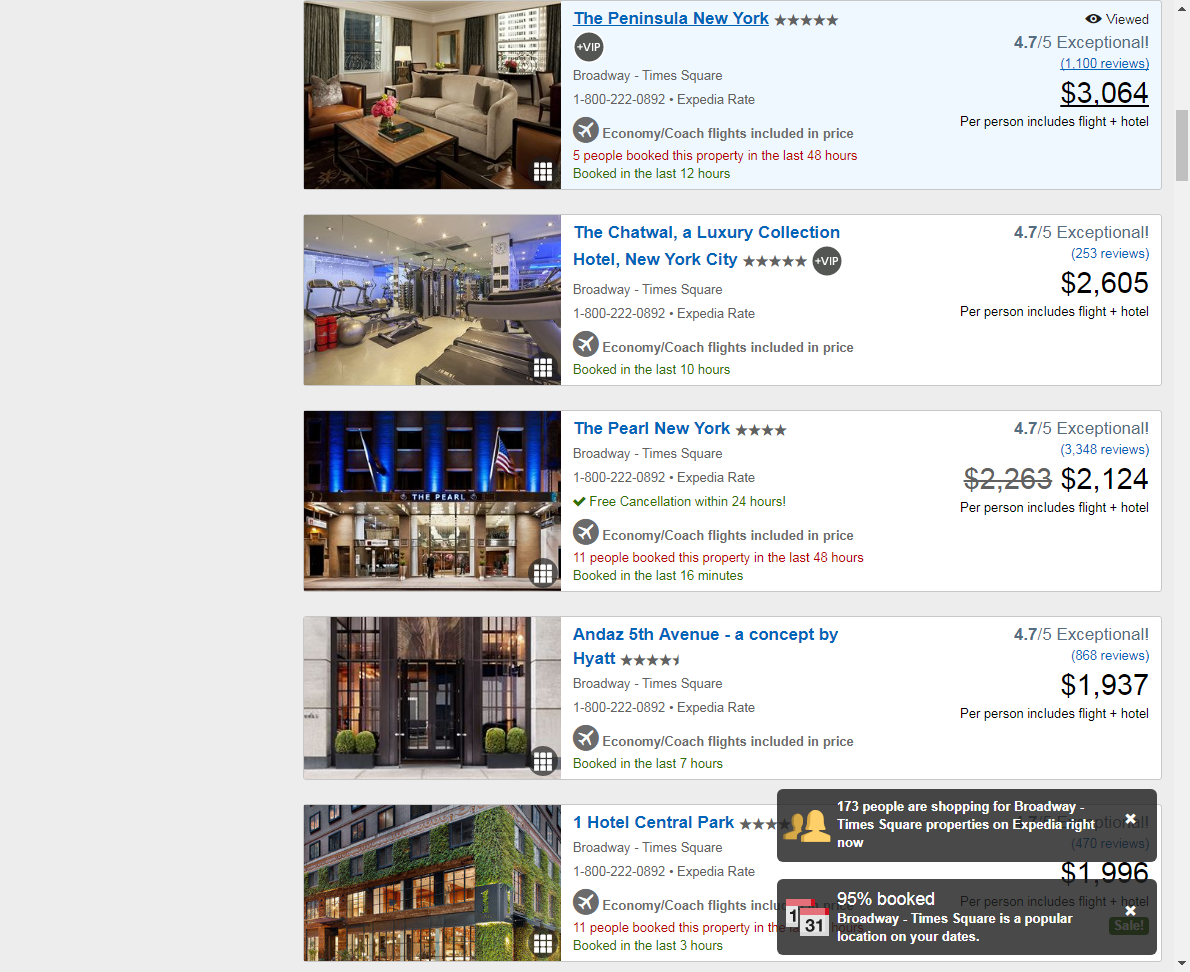 The Peninsula New York
Viewed
+VIP
4.7/5 Exceptional!
(1,100 reviews)
Broadway - Times Square
$3,064
1-800-222-0892 • Expedia Rate
Per person includes flight + hotel
Economy/Coach flights included in price
5 people booked this property in the last 48 hours
Booked in the last 12 hours
The Chatwal, a Luxury Collection
Hotel, New York City
+VIP
4.7/5 Exceptional!
(253 reviews)
$2,605
Broadway - Times Square
1-800-222-0892 • Expedia Rate
Per person includes flight + hotel
Economy/Coach flights included in price
Booked in the last 10 hours
THE PEARL
The Pearl New York
4.7/5 Exceptional!
(3,348 reviews)
Broadway - Times Square
1-800-222-0892 • Expedia Rate
$2,263 $2,124
Free Cancellation within 24 hours!
Per person includes flight + hotel
Economy/Coach flights included in price
11 people booked this property in the last 48 hours
Booked in the last 16 minutes
Andaz 5th Avenue - a concept by
Hyatt
4.7/5 Exceptional!
(868 reviews)
Broadway - Times Square
$1,937
1-800-222-0892 • Expedia Rate
Per person includes flight + hotel
Economy/Coach flights included in price
Booked in the last 7 hours
1 Hotel Central Park
Broadway - Times Square
(470 reviews)
1-800-222-0892 • Expedia Rate
$1,996
Economy/Coach flights included in price
Per person includes flight + hotel
11 people booked this property in the last 48 hours
Sale!
Booked in the last 3 hours
173 people are shopping for Broadway -
Times Square properties on Expedia right
now
1
31
95% booked
Broadway - Times Square is a popular
location on your dates.